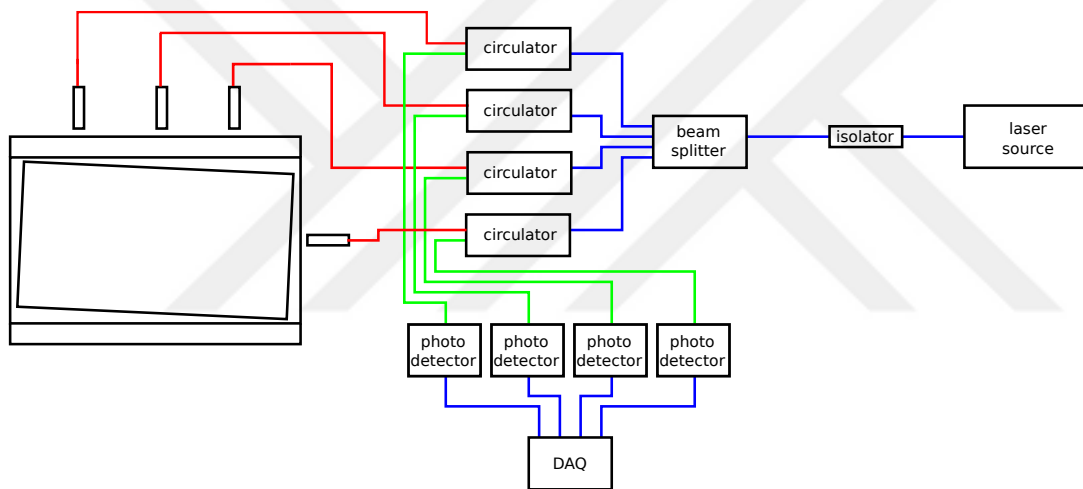 circulator
circulator
circulator
circulator
beam
splitter
isolator
laser
source
photo
detector
photo
detector
photo
detector
photo
detector
DAQ